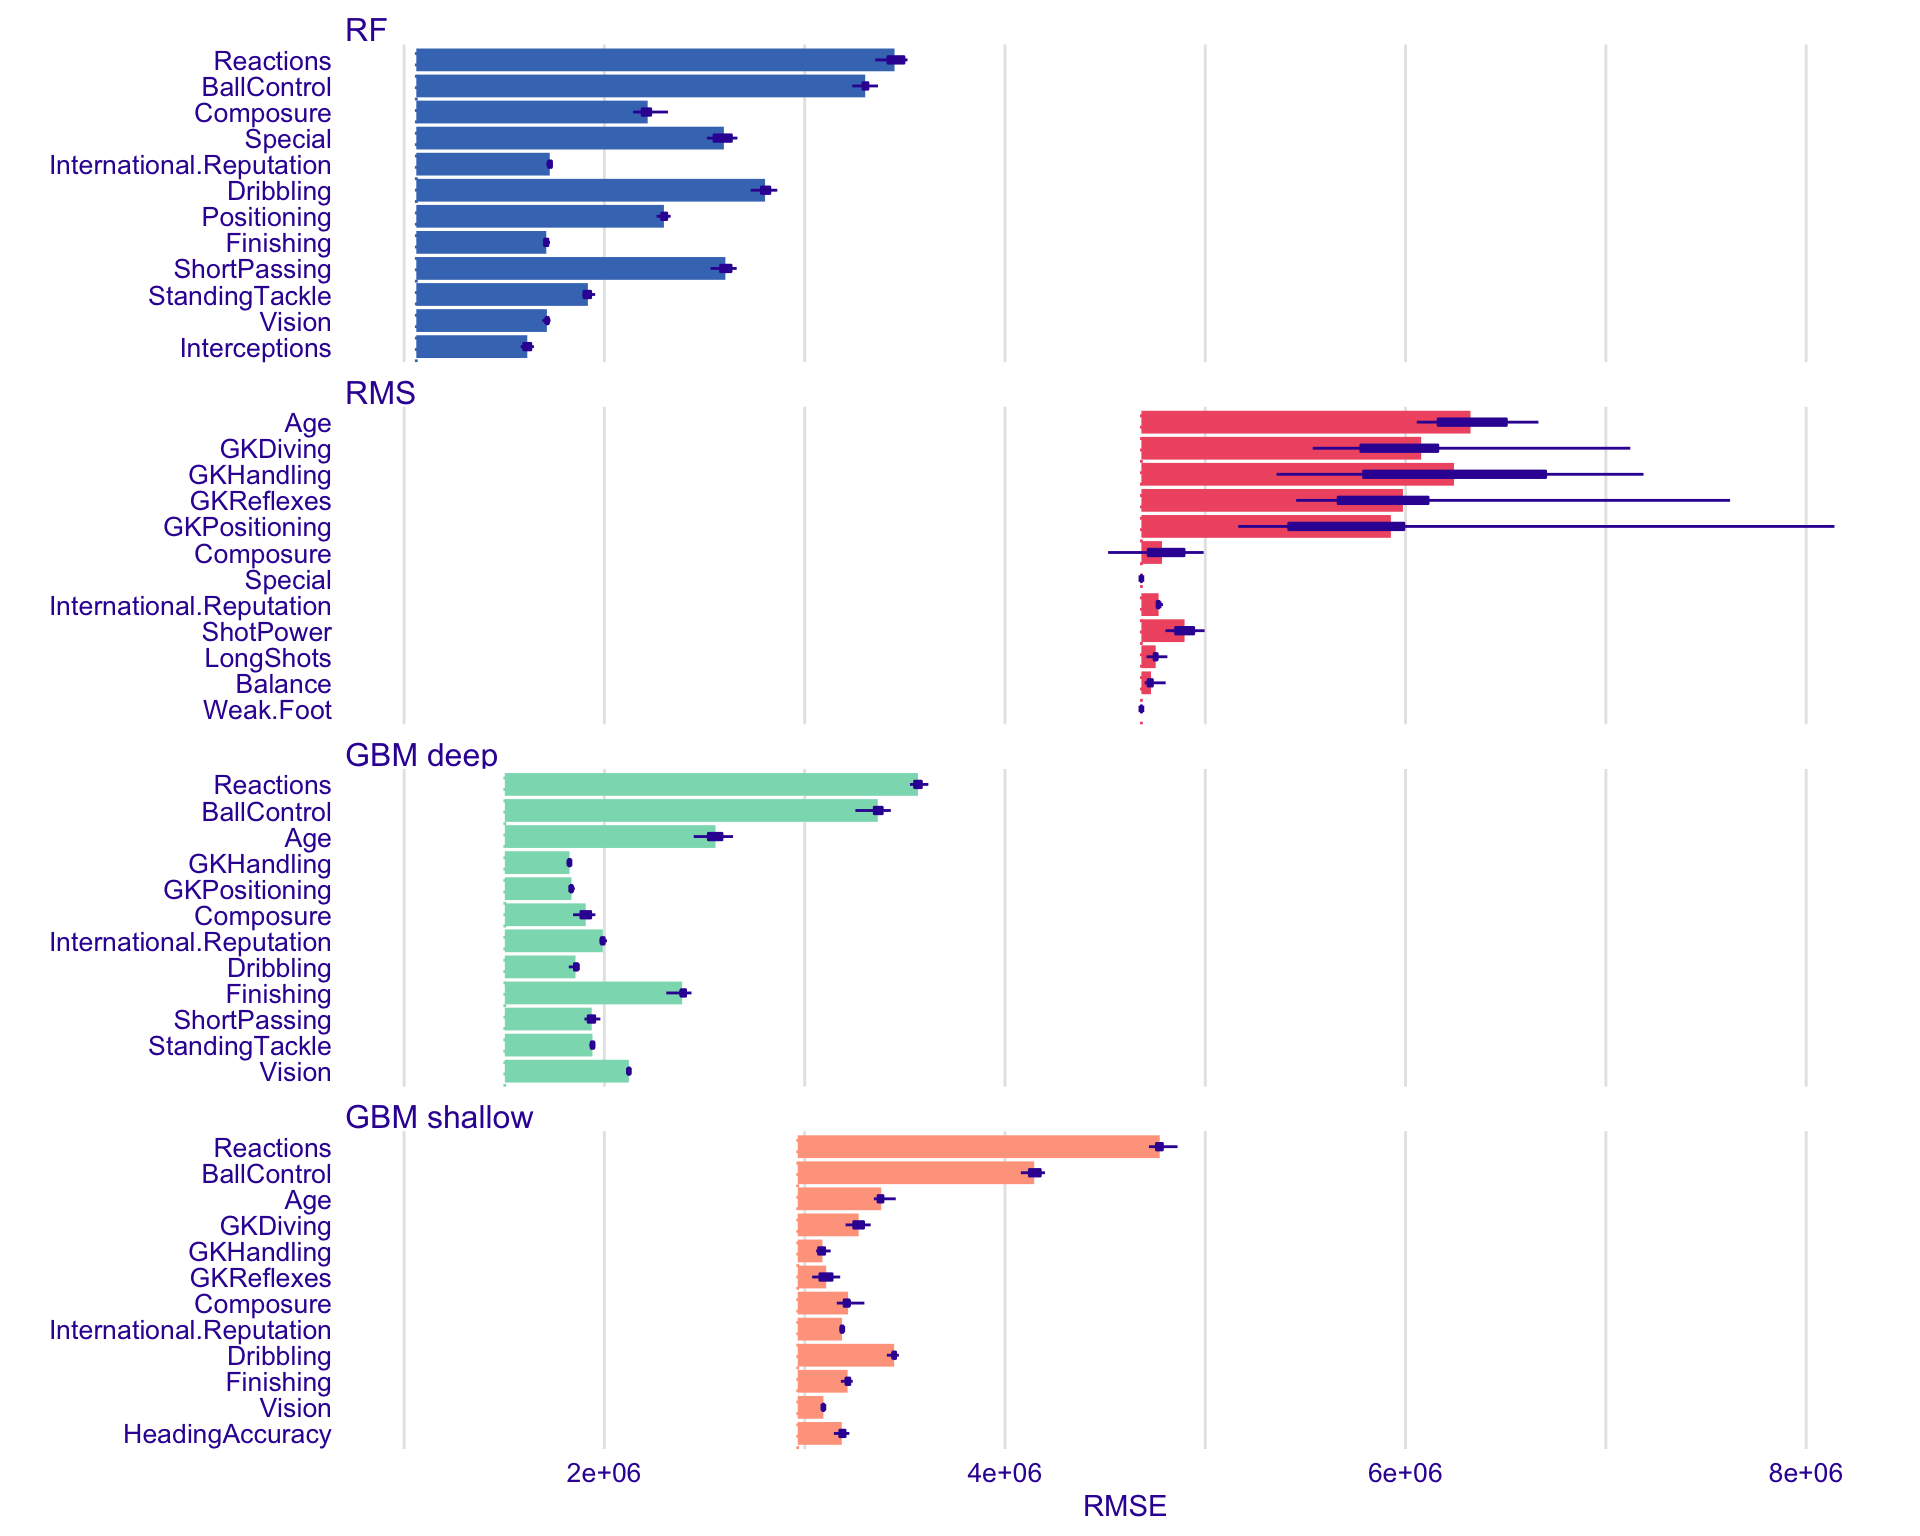 RF
Reactions
BallControl
Composure
Special
International.Reputation
Dribbling
Positioning
Finishing
ShortPassing
StandingTackle
Vision
Interceptions
RMS
Age
GKDiving
GKHandling
GKReflexes
GKPositioning
Composure
Special
International.Reputation
ShotPower
LongShots
Balance
Weak.Foot
GBM deep
Reactions
BallControl
Age
GKHandling
GKPositioning
Composure
International.Reputation
Dribbling
Finishing
ShortPassing
StandingTackle
Vision
GBM shallow
Reactions
BallControl
Age
GKDiving
GKHandling
GKReflexes
Composure
International.Reputation
Dribbling
Finishing
Vision
HeadingAccuracy
2e+06 4e+06 6e+06 8e+06
RMSE